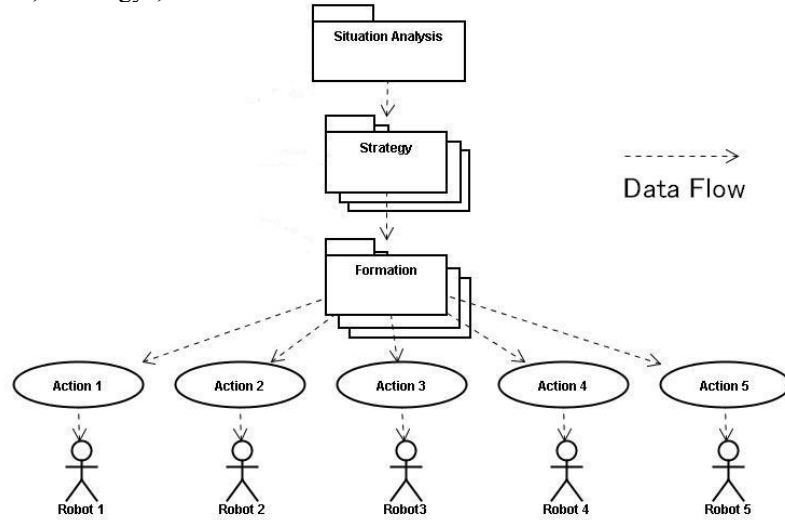 Situation Analysis
Strategy
Data Flow
Formation
Action 1
Action 2
Action 3
Action 4
Action 5
Robot 1
Robot 2
Robot3
Robot 4
Robot 5